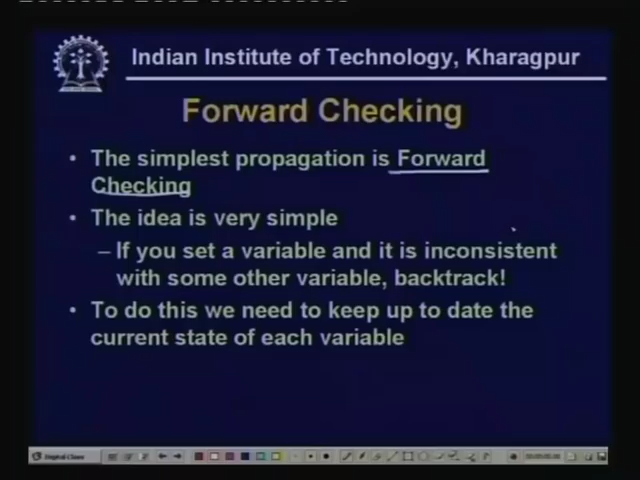 Indian Institute of Technology, Kharagpur
Forward Checking
• The simplest propagation is Forward
Checking
• The idea is very simple
– If you set a variable and it is inconsistent
with some other variable, backtrack!
• To do this we need to keep up to date the
current state of each variable